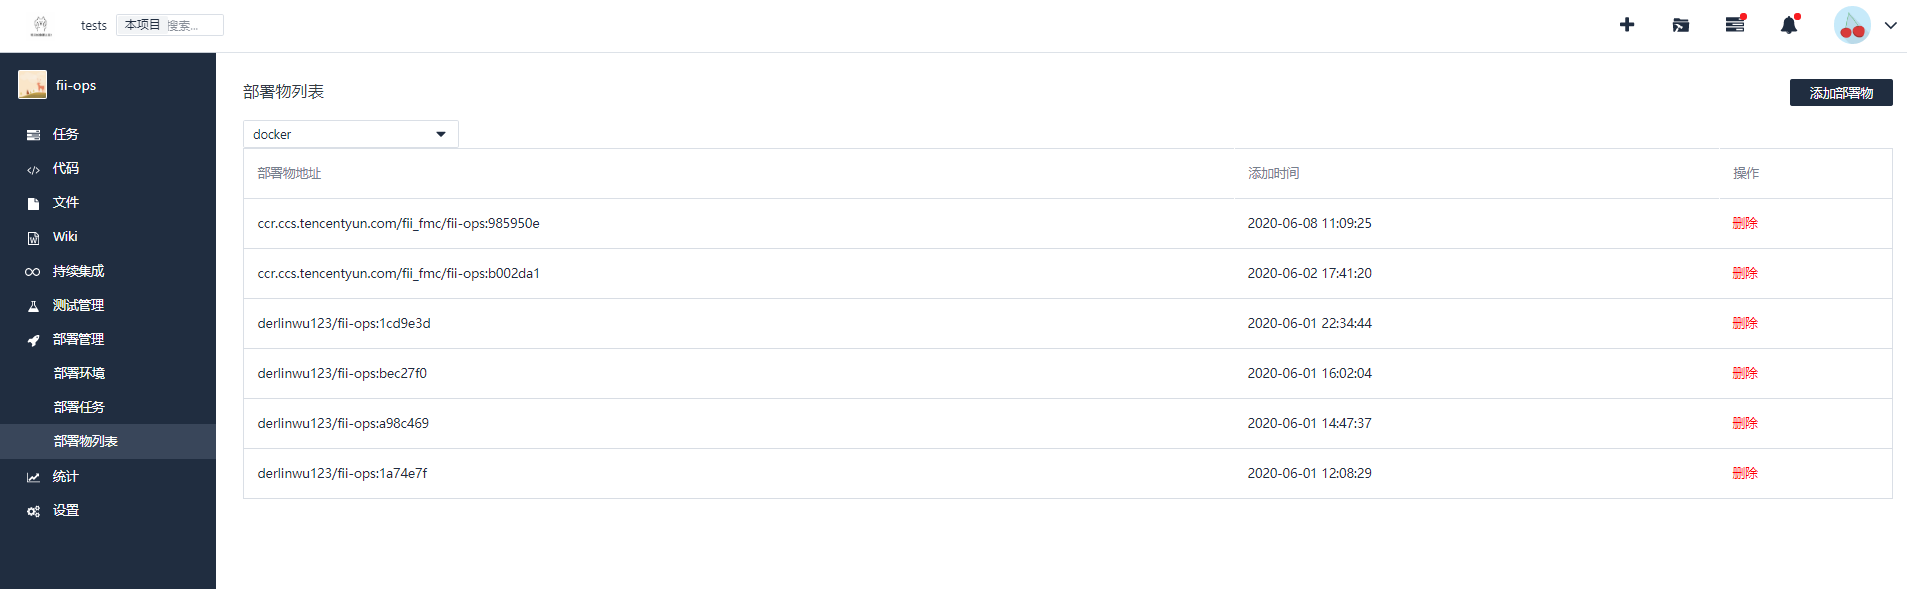 tests 本项目 搜索...
fii-ops
任务
代码
文件
Wiki
持续集成
测试管理
部署管理
部署环境
部署任务
部署物列表
统计
设置
部署物列表 添加部署物
docker
部署物地址 添加时间 操作
ccr.ccs.tencentyun.com/fii_fmc/fii-ops:985950e 2020-06-08 11:09:25 删除
ccr.ccs.tencentyun.com/fii_fmc/fii-ops:b002da1 2020-06-02 17:41:20 删除
derlinwu123/fii-ops:1cd9e3d 2020-06-01 22:34:44 删除
derlinwu123/fii-ops:bec27f0 2020-06-01 16:02:04 删除
derlinwu123/fii-ops:a98c469 2020-06-01 14:47:37 删除
derlinwu123/fii-ops:1a74e7f 2020-06-01 12:08:29 删除